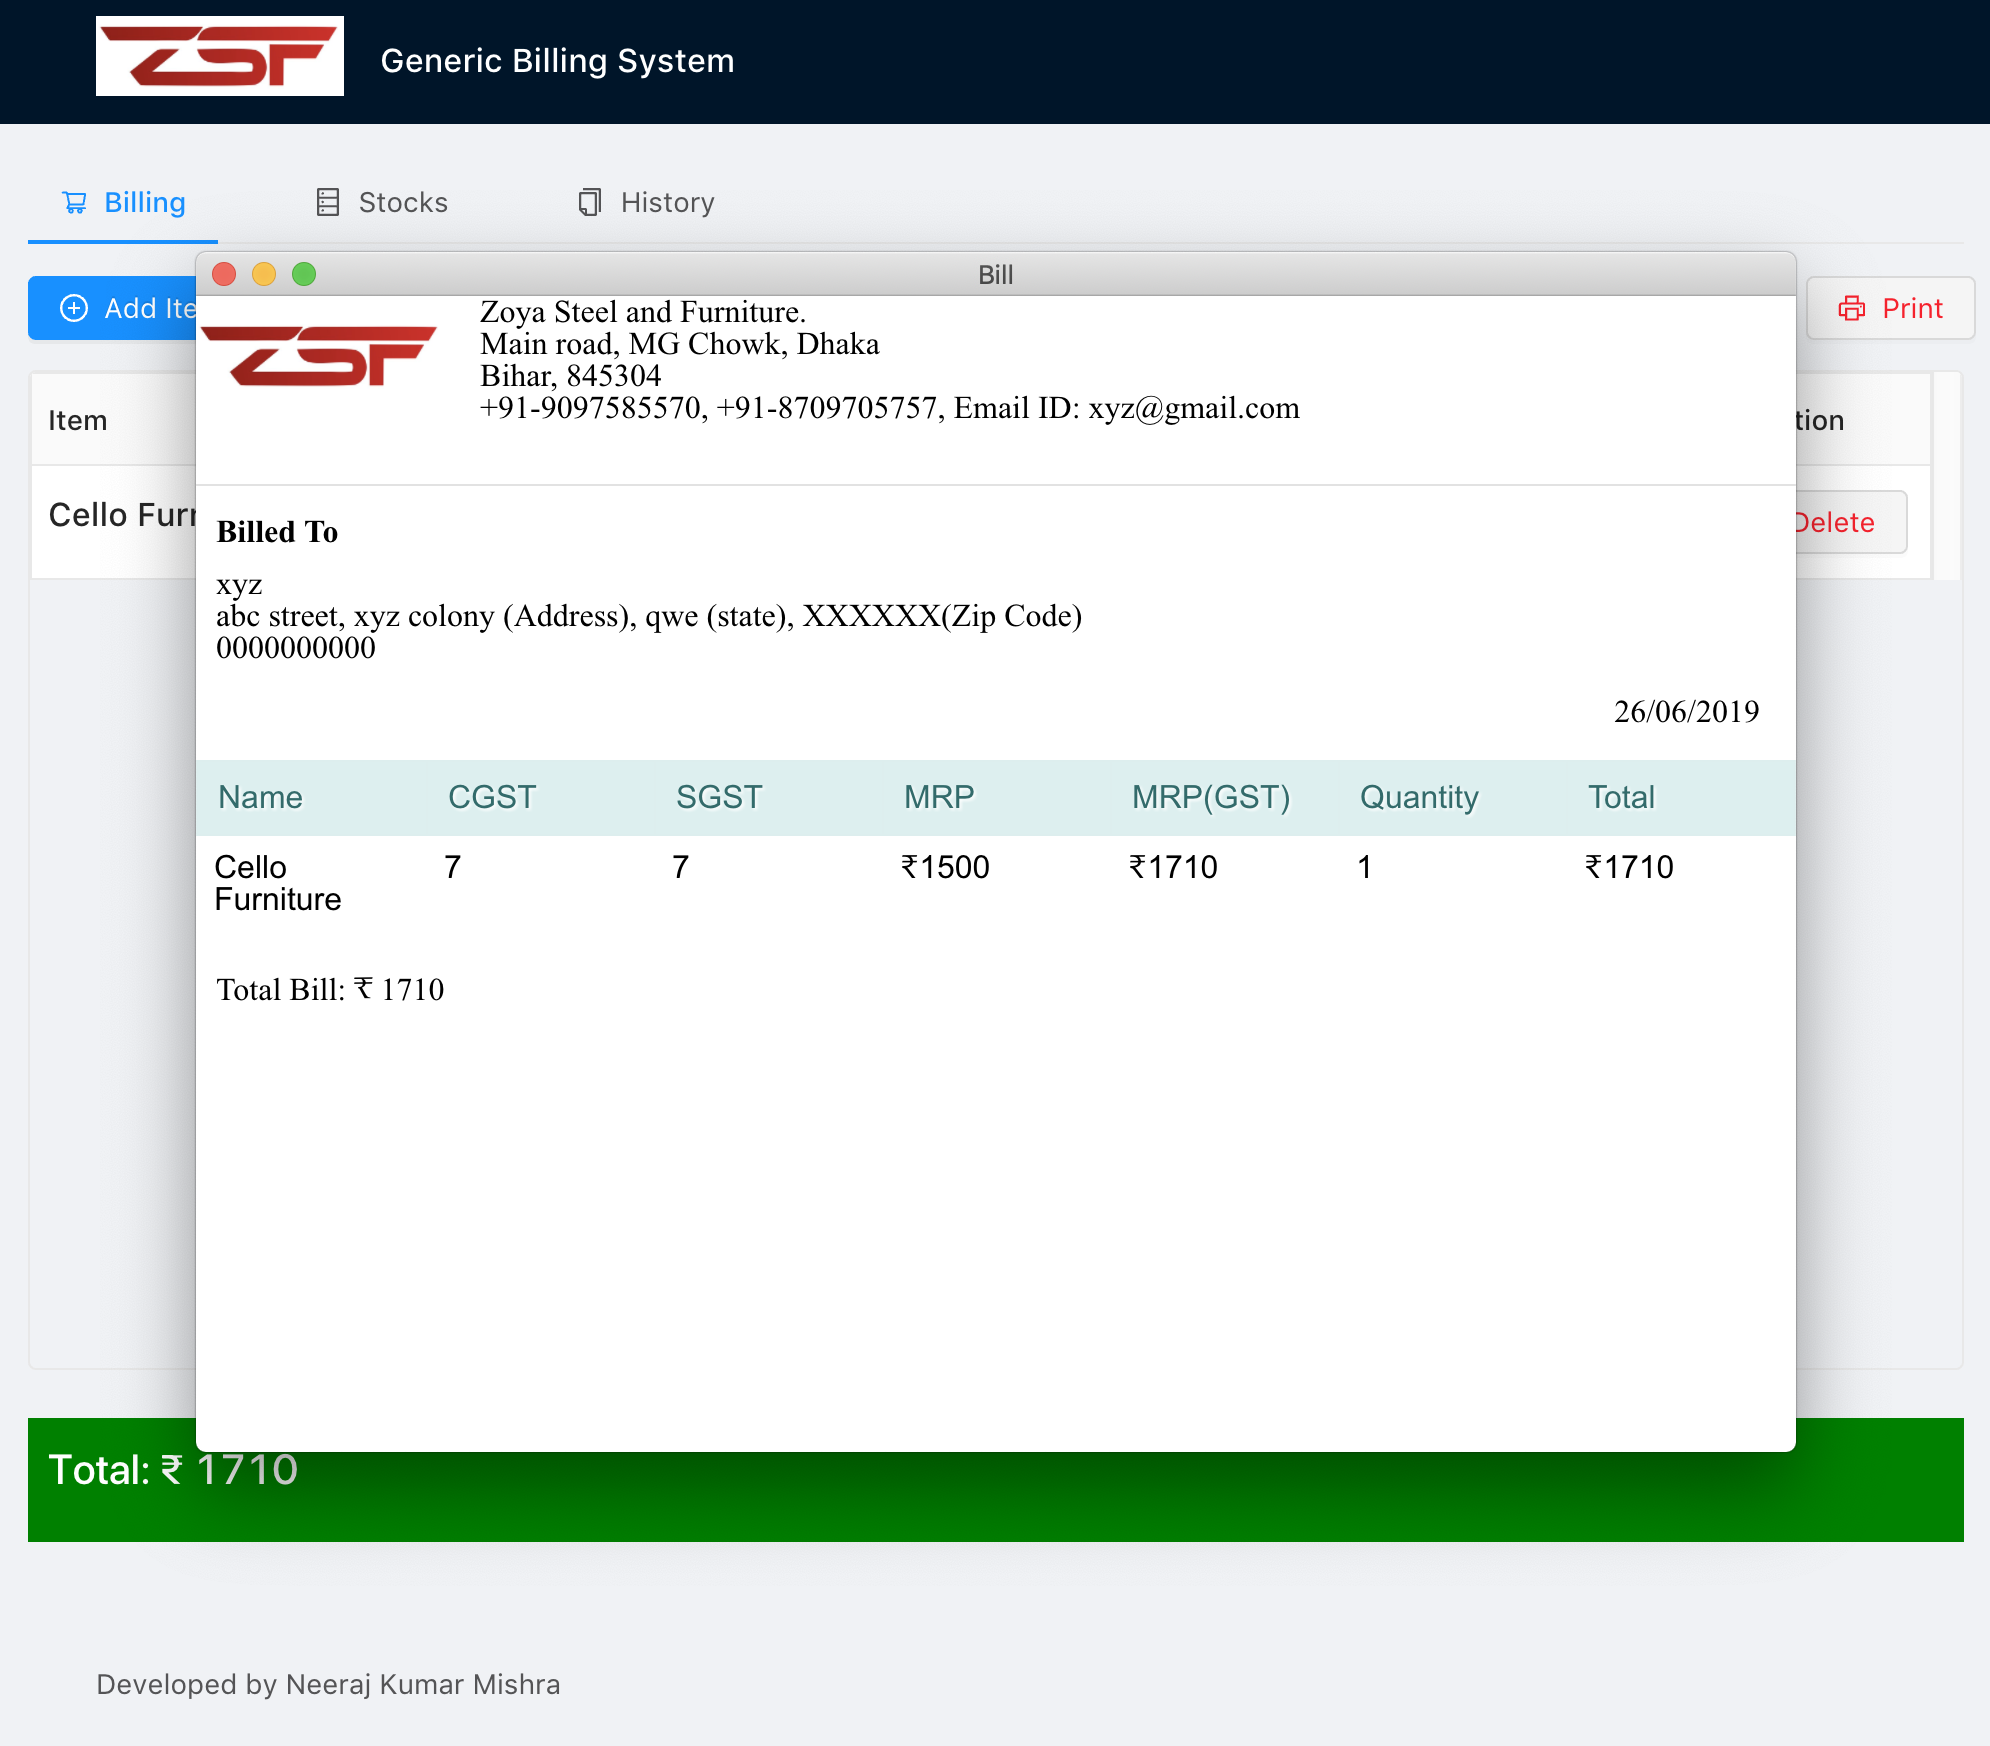 ZSF
Generic Billing System
Billing
Stocks
History
Bill
Add Ite
Print
ZSF
Zoya Steel and Furniture.
Main road, MG Chowk, Dhaka
Bihar, 845304
+91-9097585570, +91-8709705757, Email ID: xyz@gmail.com
Item
tion
Cello Furn
Delete
Billed To
xyz
abc street, xyz colony (Address), qwe (state), XXXXXX(Zip Code)
0000000000
26/06/2019
Name CGST SGST MRP MRP(GST) Quantity Total
Cello Furniture 7 7 ₹1500 ₹1710 1 ₹1710
Total Bill: ₹ 1710
Total: ₹ 1710
Developed by Neeraj Kumar Mishra